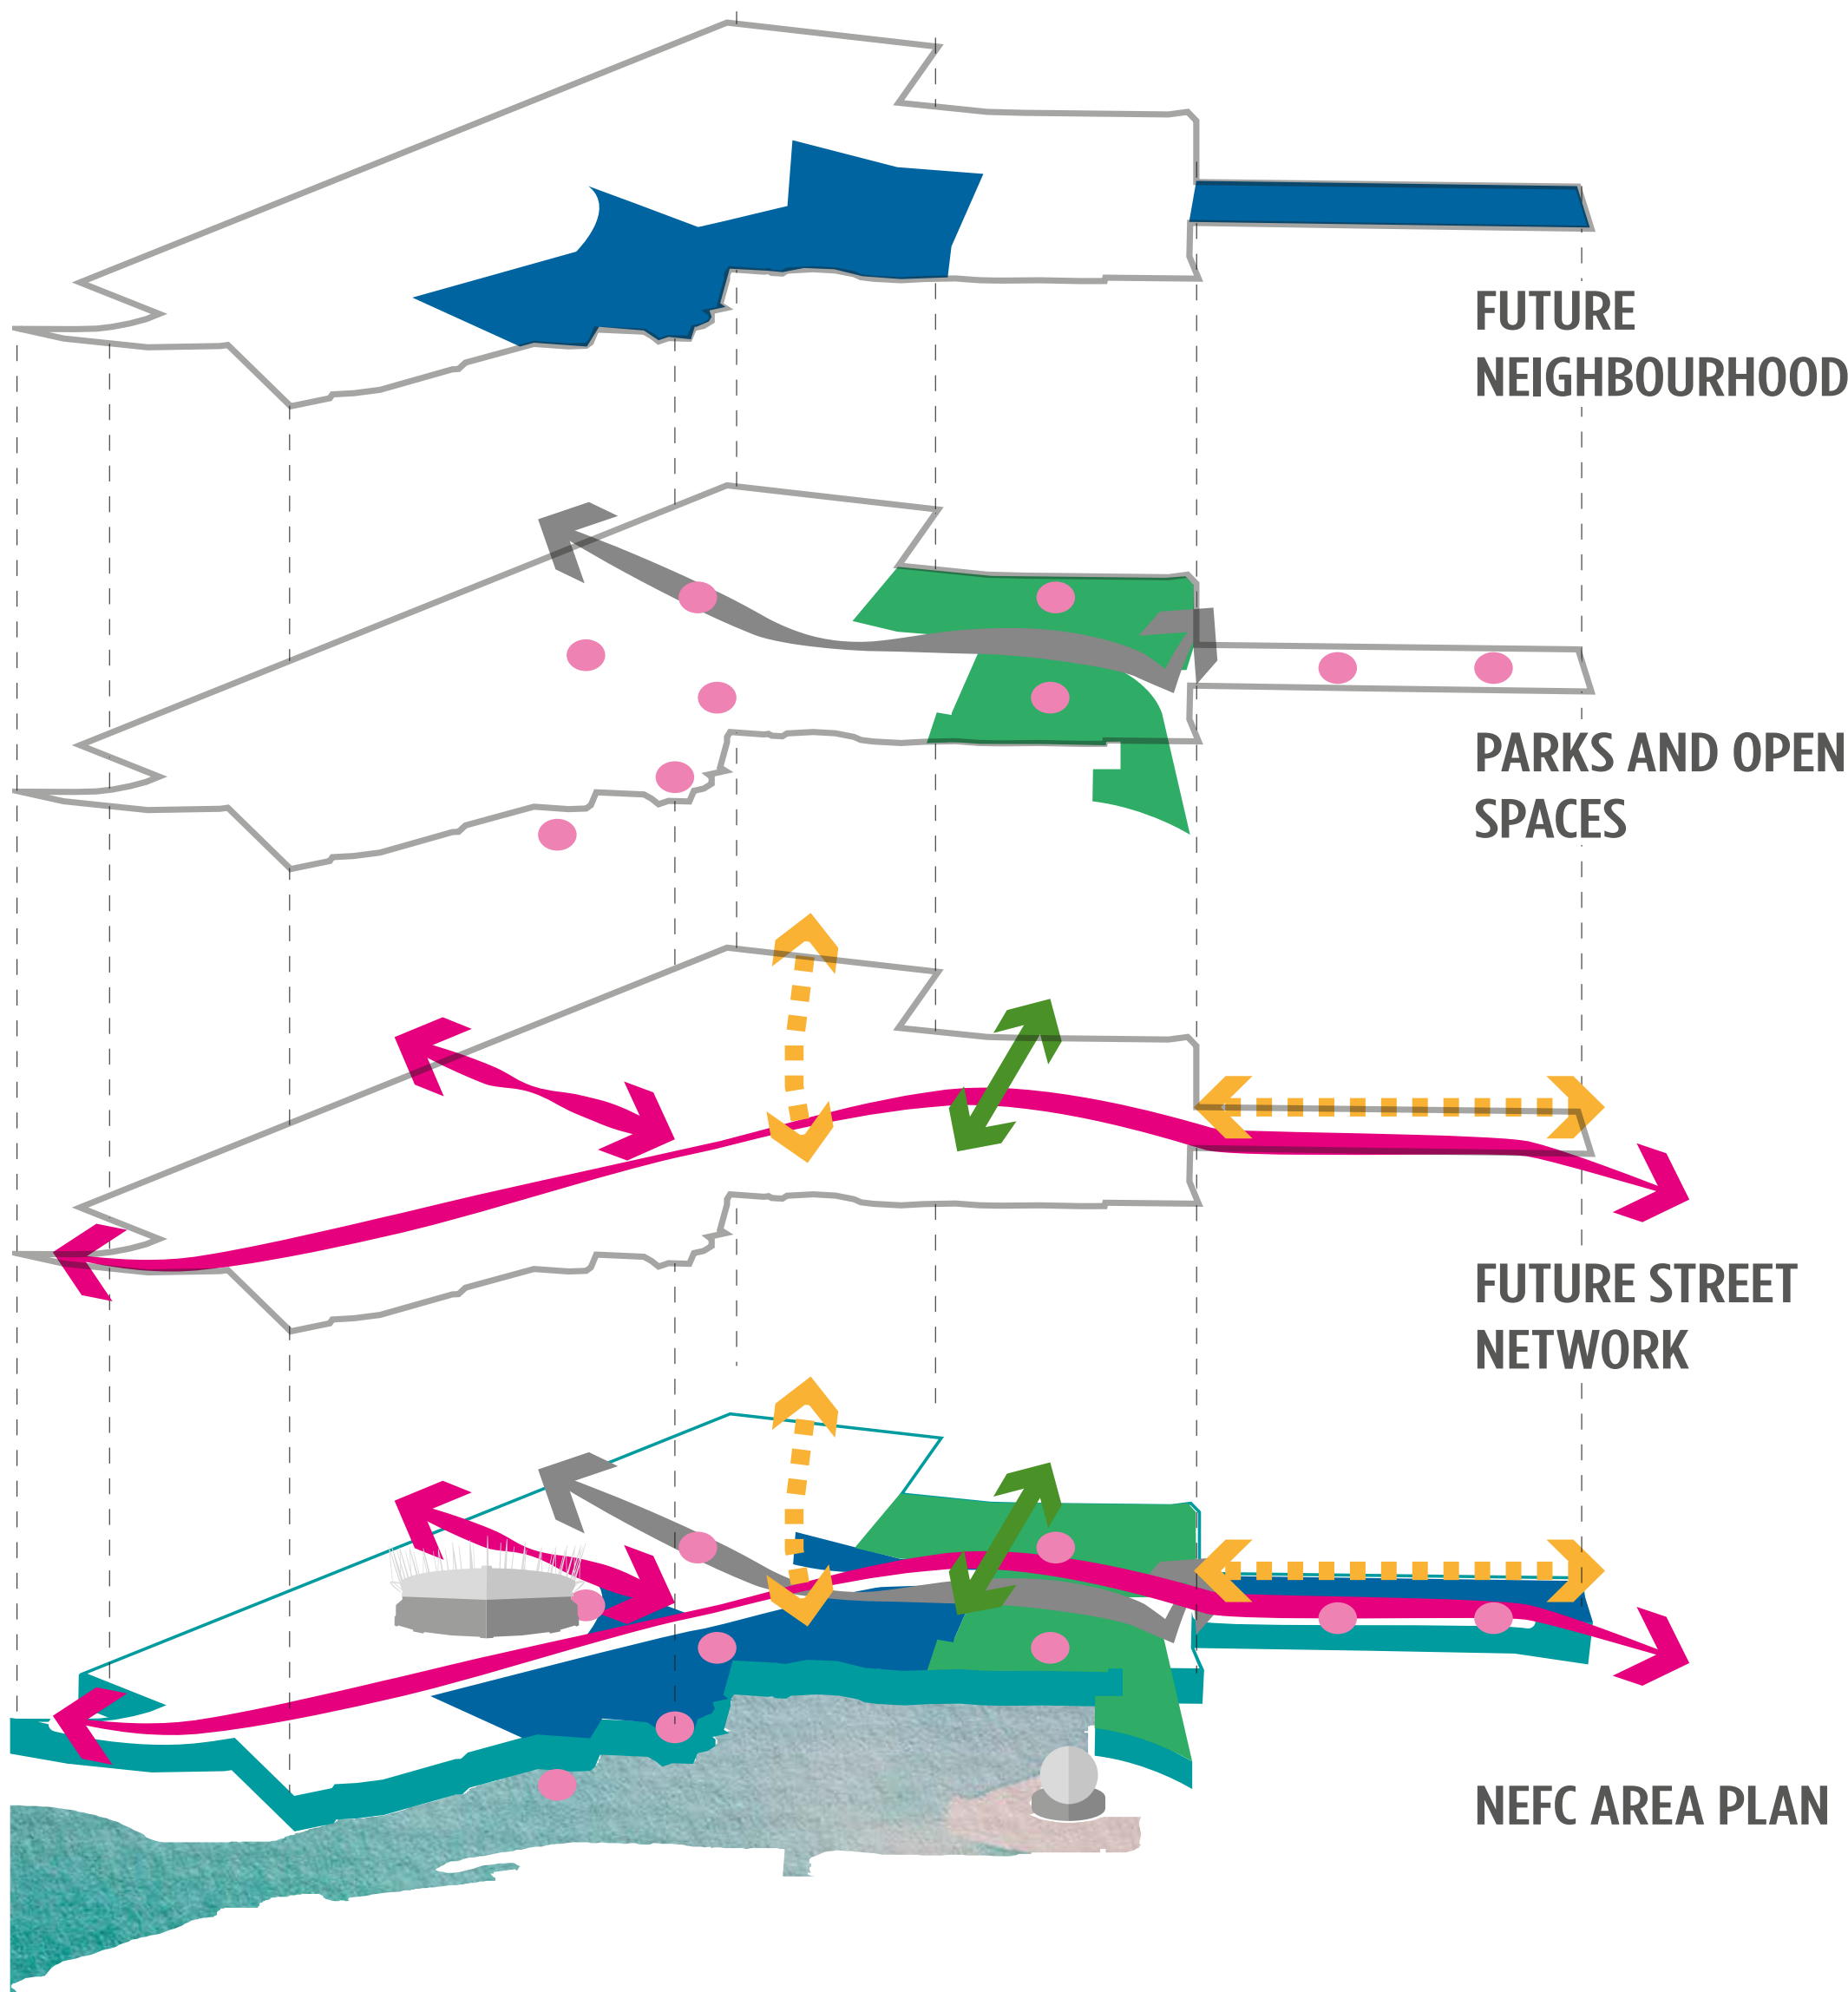 FUTURE
NEIGHBOURHOOD
PARKS AND OPEN
SPACES
FUTURE STREET
NETWORK
NEFC AREA PLAN